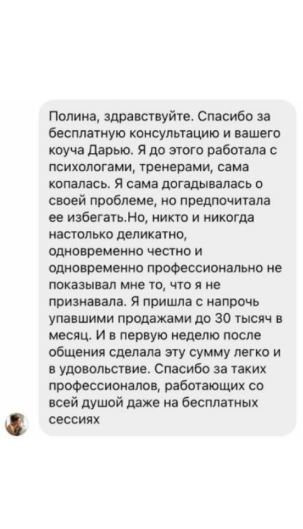 Полина, здравствуйте. Спасибо за
бесплатную консультацию и вашего
коуча Дарью. Я до этого работала с
психологами, тренерами, сама
копалась. Я сама догадывалась о
своей проблеме, но предпочитала
ее избегать.Но, никто и никогда
настолько деликатно,
одновременно честно и
одновременно профессионально не
показывал мне то, что я не
признавала. Я пришла с напрочь
упавшими продажами до 30 тысяч в
месяц. И в первую неделю после
общения сделала эту сумму легко и
в удовольствие. Спасибо за таких
профессионалов, работающих со
всей душой даже на бесплатных
сессиях